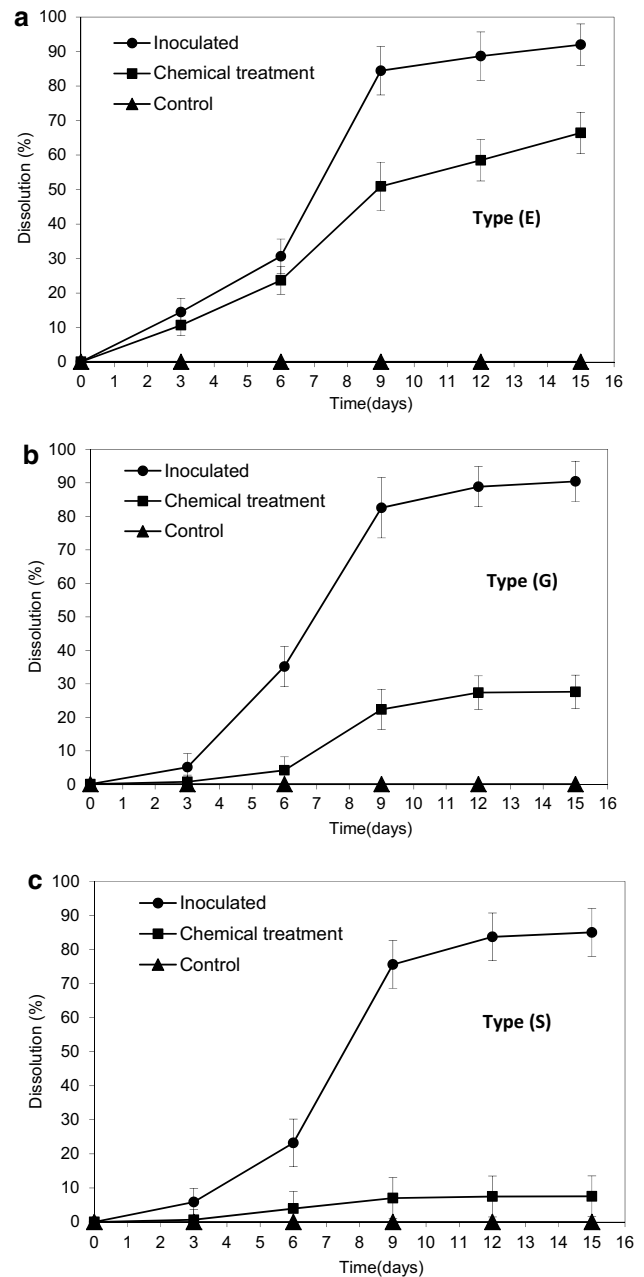 a
100
90
80
70
60
50
40
30
20
10
0
Dissolution (%)
Inoculated
Chemical treatment
Control
Type (E)
0 1 2 3 4 5 6 7 8 9 10 11 12 13 14 15 16
Time(days)
b
100
90
80
70
60
50
40
30
20
10
0
Dissolution (%)
Inoculated
Chemical treatment
Control
Type (G)
0 1 2 3 4 5 6 7 8 9 10 11 12 13 14 15 16
Time(days)
c
100
90
80
70
60
50
40
30
20
10
0
Dissolution (%)
Inoculated
Chemical treatment
Control
Type (S)
0 1 2 3 4 5 6 7 8 9 10 11 12 13 14 15 16
Time(days)